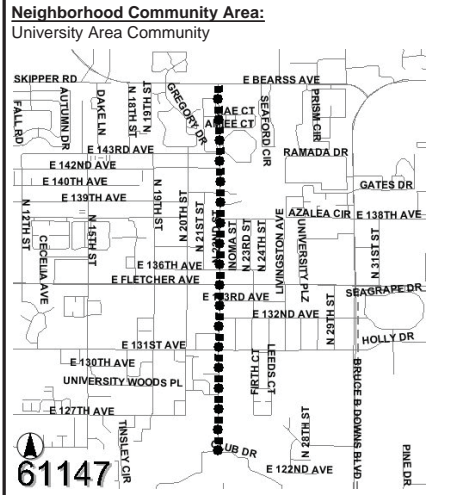 Neighborhood Community Area:
University Area Community
SKIPPER RD
E BEARSS AVE
FALL RD
AUTUMN DR
DAKE LN
N 18TH ST
N 19TH ST
GREGORY DR
AE CT
SEAFORD CIR
PRISM CIR
E 143RD AVE
RAMADA DR
E 142ND AVE
E 140TH AVE
GATES DR
E 139TH AVE
N 12TH ST
N 15TH ST
N 19TH ST
N 20TH ST
N 21ST ST
N 23RD ST
N 24TH ST
LIVINGSTON AVE
AZALEA CIR
E 138TH AVE
UNIVERSITY PLZ
N 31ST ST
CECELIA AVE
E 136TH AVE
E FLETCHER AVE
SEAGRAPE DR
E 132ND AVE
N 29TH ST
HOLLY DR
E 131ST AVE
E 130TH AVE
FIRTH CT
LEEDS CT
BRUCE B DOWNS BLVD
UNIVERSITY WOODS PL
E 127TH AVE
TINSLEY CIR
N 28TH ST
CLUB DR
E 122ND AVE
PINE DR
61147